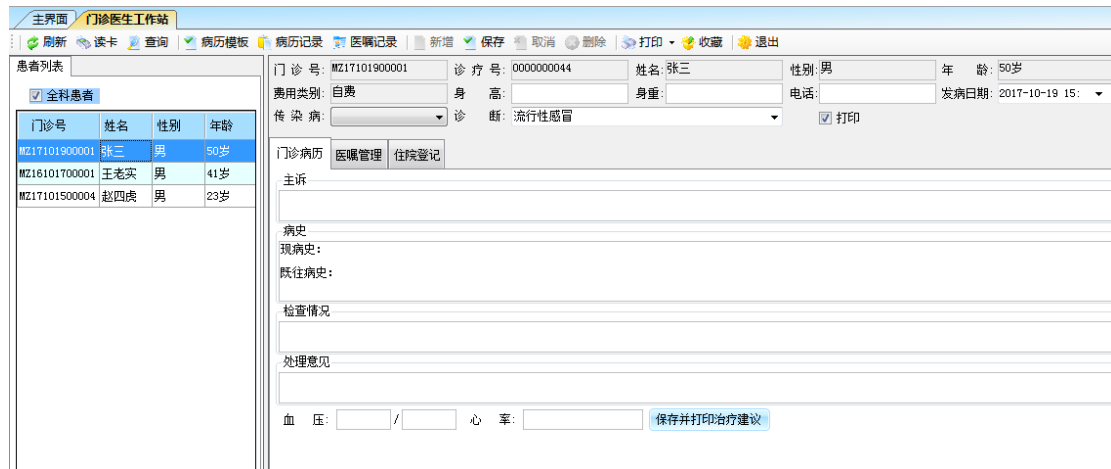 主界面 门诊医生工作站
刷新 读卡 查询 病历模板 病历记录 医嘱记录 新增 保存 取消 删除 打印 收藏 退出
患者列表
全科患者
门诊号 姓名 性别 年龄
MZ17101900001 张三 男 50岁
MZ16101700001 王老实 男 41岁
MZ17101500004 赵四虎 男 23岁
门诊号: MZ17101900001 诊疗号: 0000000044 姓名: 张三 性别: 男 年龄: 50岁
费用类别: 自费 身高: 身重: 电话: 发病日期: 2017-10-19 15:
传染病: 诊断: 流行性感冒 打印
门诊病历 医嘱管理 住院登记
主诉
病史
现病史:
既往病史:
检查情况
处理意见
血压: / 心率: 保存并打印治疗建议